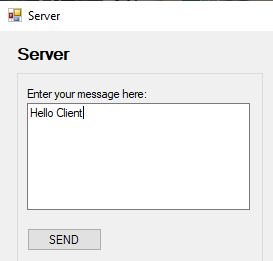 Server
Server
Enter your message here:
Hello Client
SEND